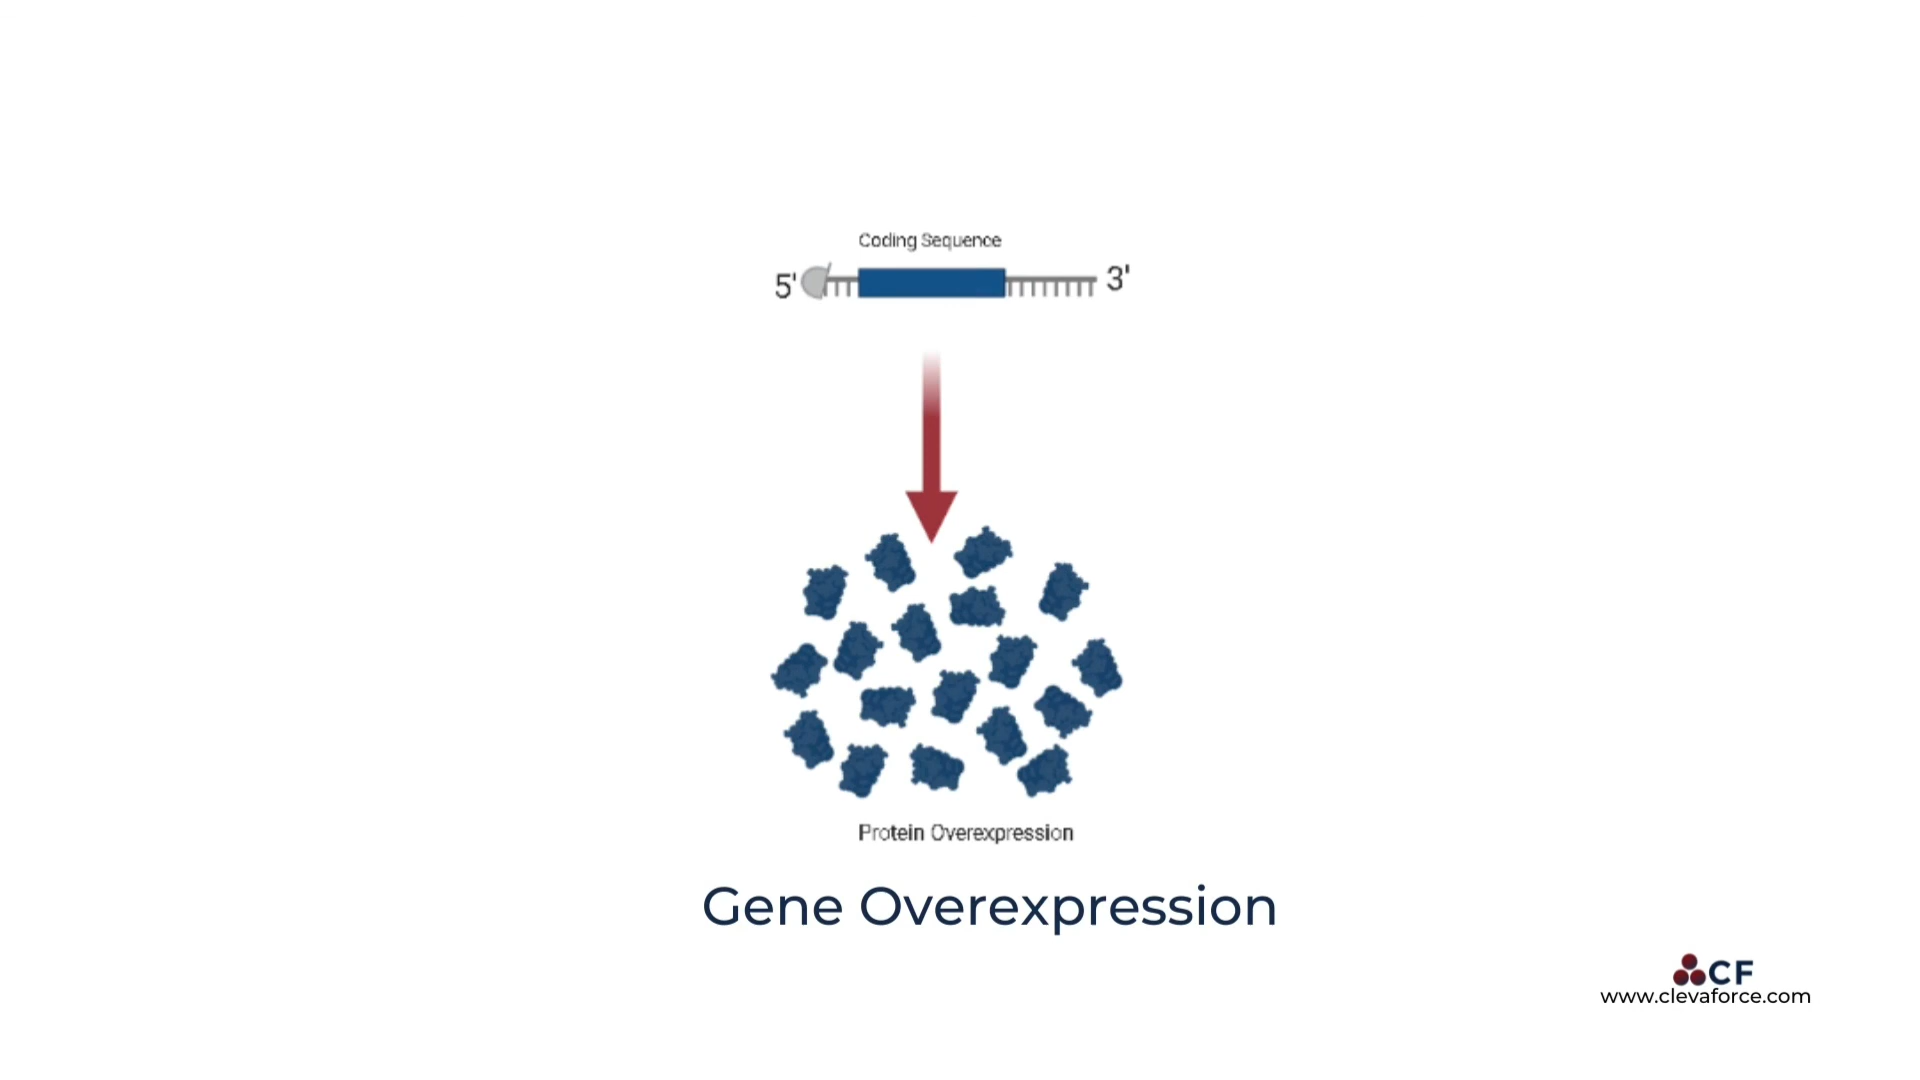 Coding Sequence
5' 3'
Protein Overexpression
Gene Overexpression
CF
www.clevaforce.com